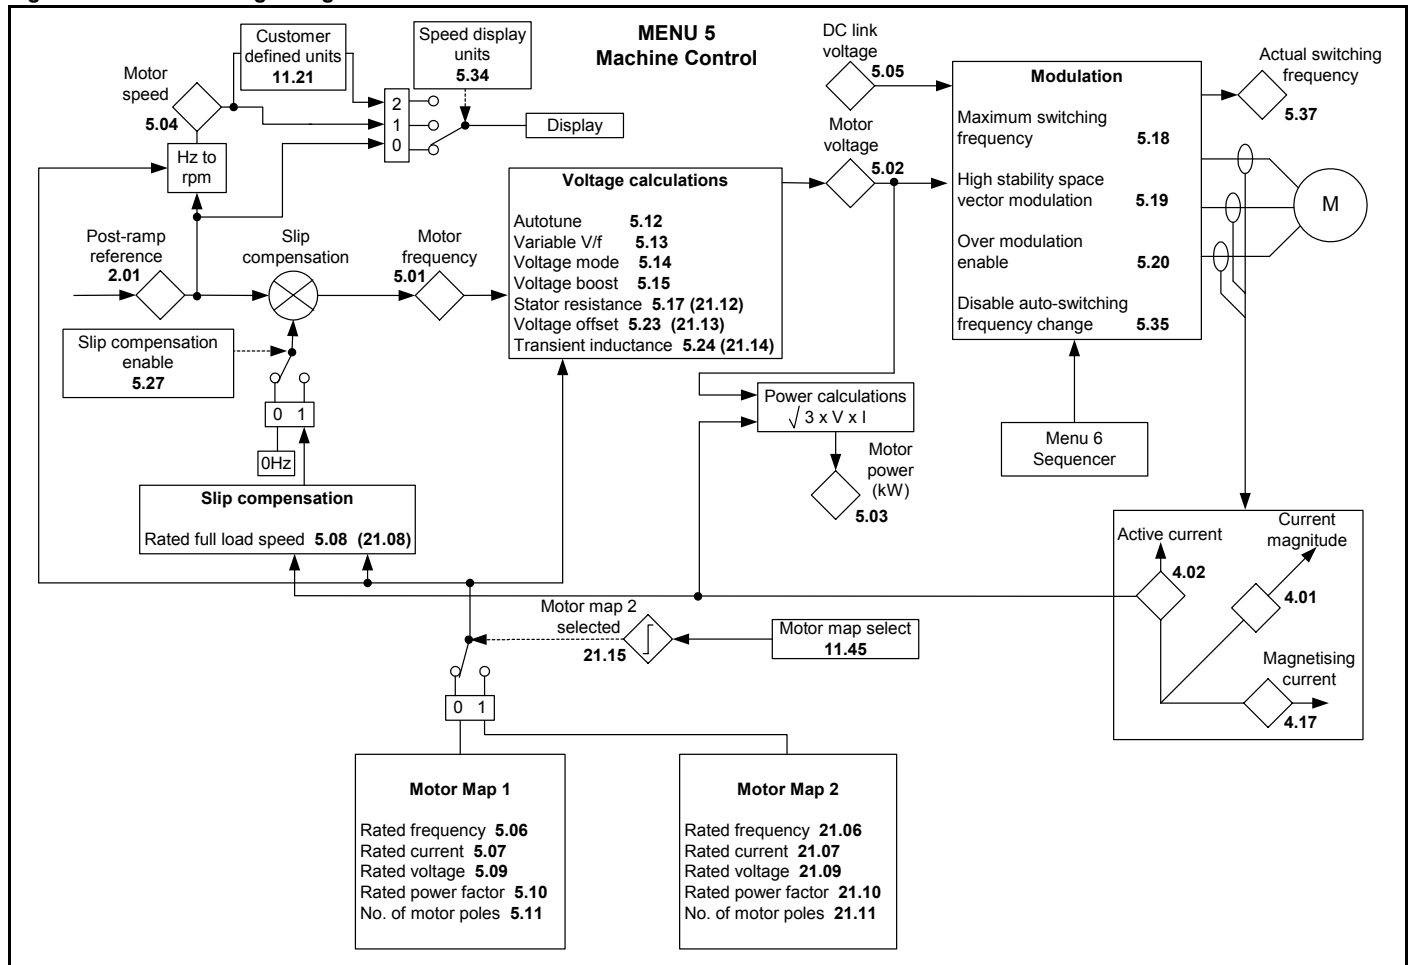 MENU 5
Machine Control
Customer
defined units
11.21
Speed display
units
5.34
Motor
speed
5.04
2
1
0
Display
Hz to
rpm
DC link
voltage
5.05
Motor
voltage
5.02
Modulation
Maximum switching
frequency 5.18
High stability space
vector modulation 5.19
Over modulation
enable 5.20
Disable auto-switching
frequency change 5.35
Actual switching
frequency
5.37
M
Post-ramp
reference
2.01
Slip
compensation
Motor
frequency
5.01
Voltage calculations
Autotune 5.12
Variable V/f 5.13
Voltage mode 5.14
Voltage boost 5.15
Stator resistance 5.17 (21.12)
Voltage offset 5.23 (21.13)
Transient inductance 5.24 (21.14)
Slip compensation
enable
5.27
0 1
0Hz
Slip compensation
Rated full load speed 5.08 (21.08)
Power calculations
√ 3 x V x I
Motor
power
(kW)
5.03
Menu 6
Sequencer
Active current
4.02
Current
magnitude
4.01
Magnetising
current
4.17
Motor map 2
selected
21.15
Motor map select
11.45
0 1
Motor Map 1
Rated frequency 5.06
Rated current 5.07
Rated voltage 5.09
Rated power factor 5.10
No. of motor poles 5.11
Motor Map 2
Rated frequency 21.06
Rated current 21.07
Rated voltage 21.09
Rated power factor 21.10
No. of motor poles 21.11